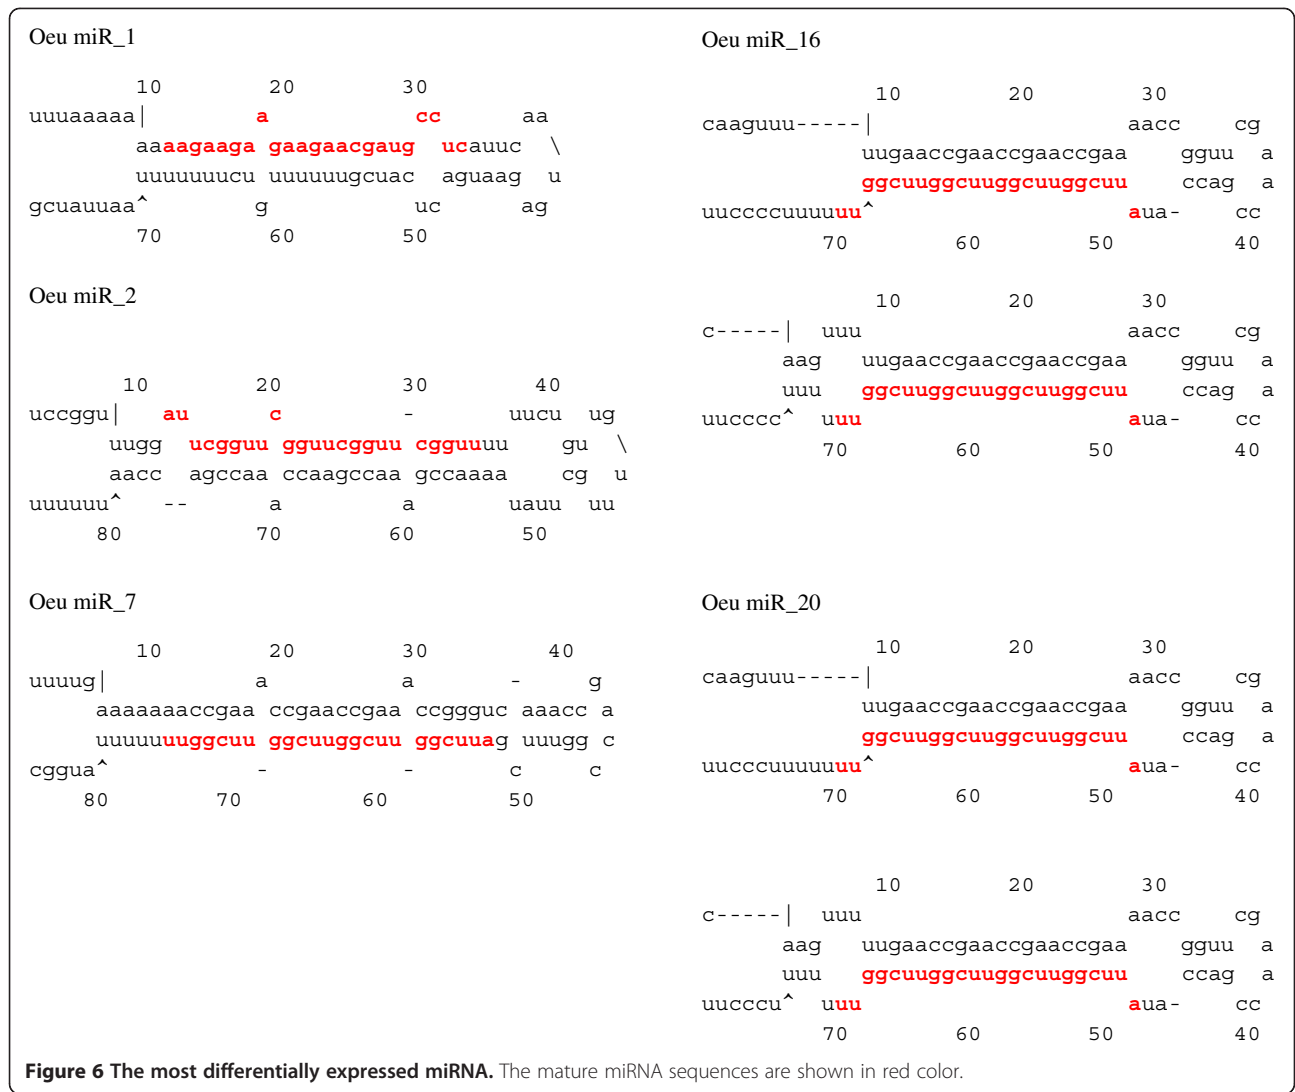 Oeu miR_1
10 20 30
uuuaaaaa| a cc aa
aaaagaaga gaagaacgaug ucauuc \
uuuuuuucu uuuuuugcuac aguaag u
gcuauuaa^ g uc ag
70 60 50
Oeu miR_2
10 20 30 40
uccggu| au c - uucu ug
uugg ucgguu gguucgguu cgguuuu gu \
aacc agccaa ccaagccaa gccaaaa cg u
uuuuuu^ -- a a uauu uu
80 70 60 50
Oeu miR_7
10 20 30 40
uuuug| a a - g
aaaaaaaccgaa ccgaaccgaa ccggguc aaacc a
uuuuuuuggcuu ggcuuggcuu ggcuuag uuugg c
cggua^ - - c c
80 70 60 50
Oeu miR_16
10 20 30
caaguuu-----| aacc cg
uugaaccgaaccgaaccgaa gguu a
ggcuuggcuuggcuuggcuu ccag a
uuccccuuuuuu^ aua- cc
70 60 50 40
10 20 30
c-----| uuu aacc cg
aag uugaaccgaaccgaaccgaa gguu a
uuu ggcuuggcuuggcuuggcuu ccag a
uucccc^ uuu aua- cc
70 60 50 40
Oeu miR_20
10 20 30
caaguuu-----| aacc cg
uugaaccgaaccgaaccgaa gguu a
ggcuuggcuuggcuuggcuu ccag a
uucccuuuuuuu^ aua- cc
70 60 50 40
10 20 30
c-----| uuu aacc cg
aag uugaaccgaaccgaaccgaa gguu a
uuu ggcuuggcuuggcuuggcuu ccag a
uucccu^ uuu aua- cc
70 60 50 40
Figure 6 The most differentially expressed miRNA. The mature miRNA sequences are shown in red color.